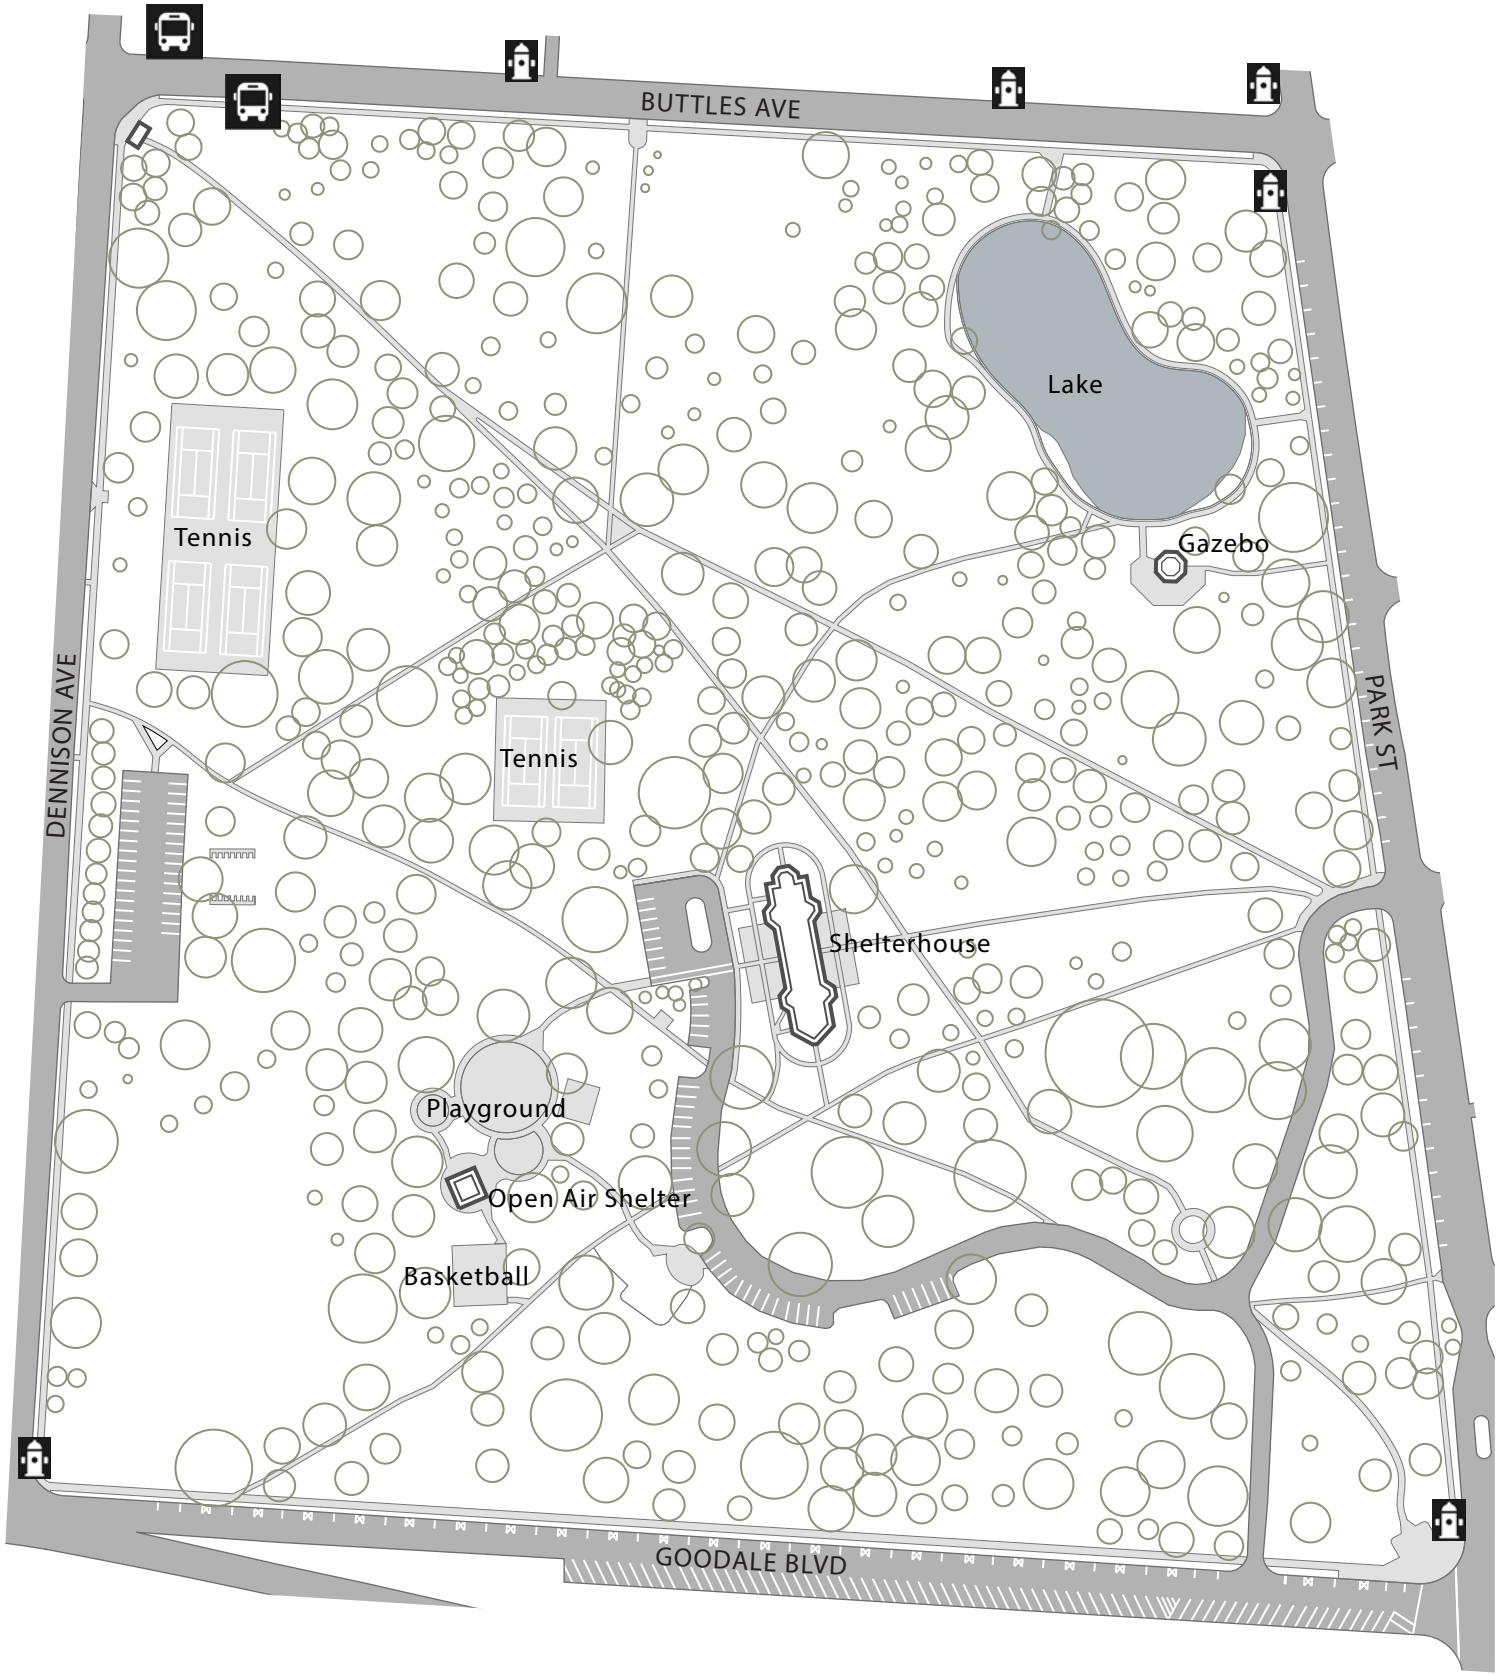 BUTTLES AVE
Lake
Tennis
Gazebo
DENNISON AVE
PARK ST
Tennis
Shelterhouse
Playground
Open Air Shelter
Basketball
GOODALE BLVD